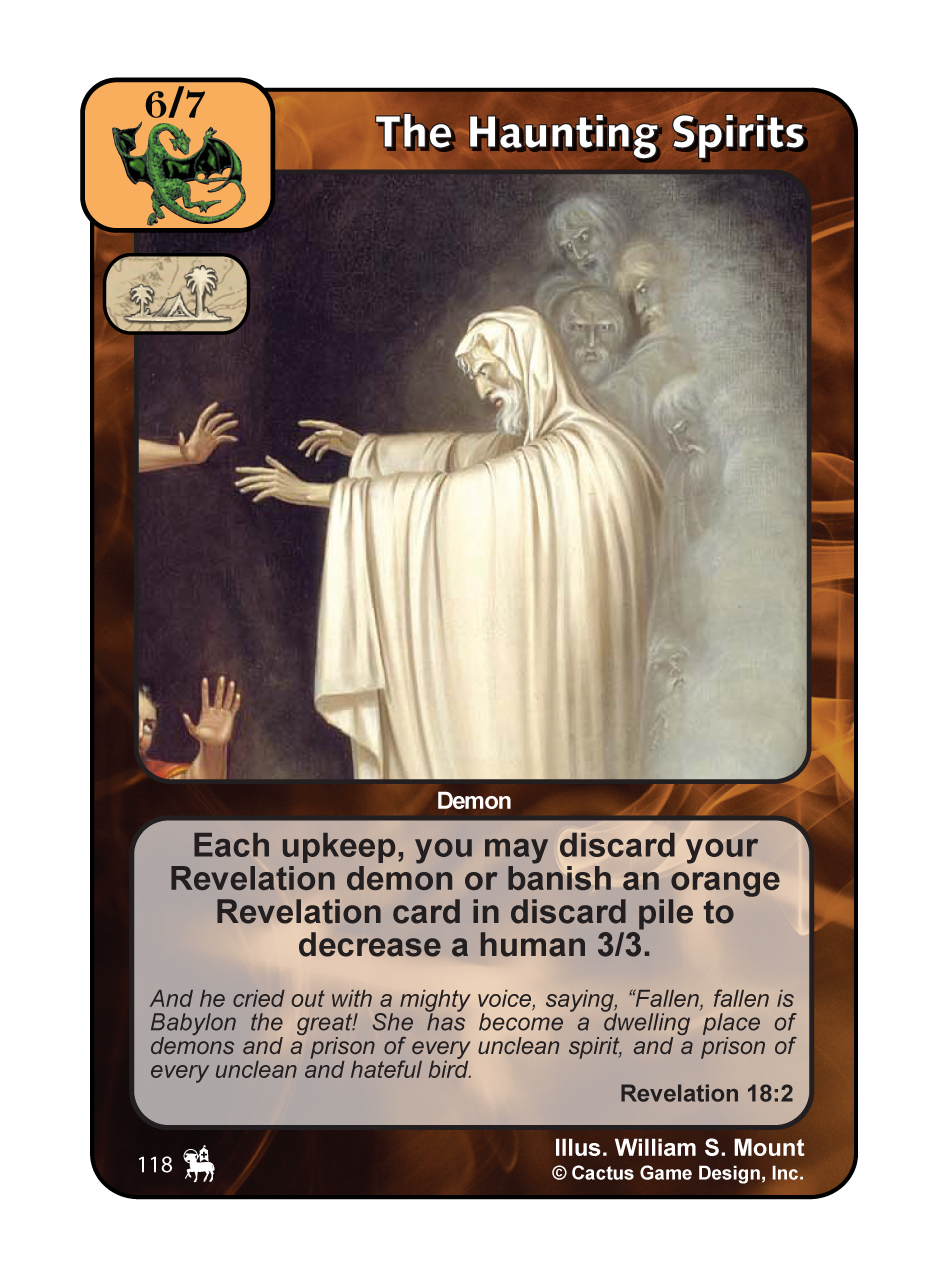 6/7
The Haunting Spirits
Demon
Each upkeep, you may discard your
Revelation demon or banish an orange
Revelation card in discard pile to
decrease a human 3/3.
And he cried out with a mighty voice, saying, “Fallen, fallen is
Babylon the great! She has become a dwelling place of
demons and a prison of every unclean spirit, and a prison of
every unclean and hateful bird.
Revelation 18:2
118
Illus. William S. Mount
© Cactus Game Design, Inc.